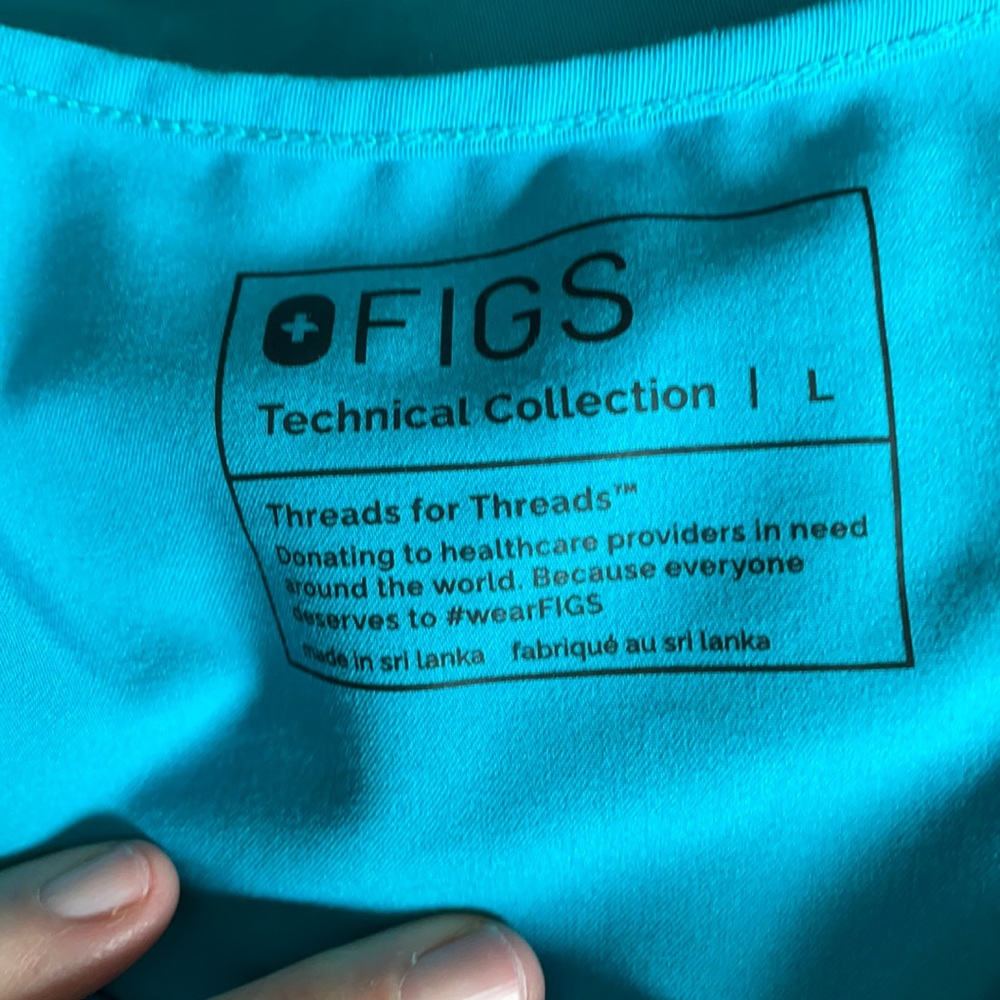 FIGS
Technical Collection | L
Threads for Threads™
Donating to healthcare providers in need
around the world. Because everyone
deserves to #wearFIGS
made in sri lanka fabriqué au sri lanka